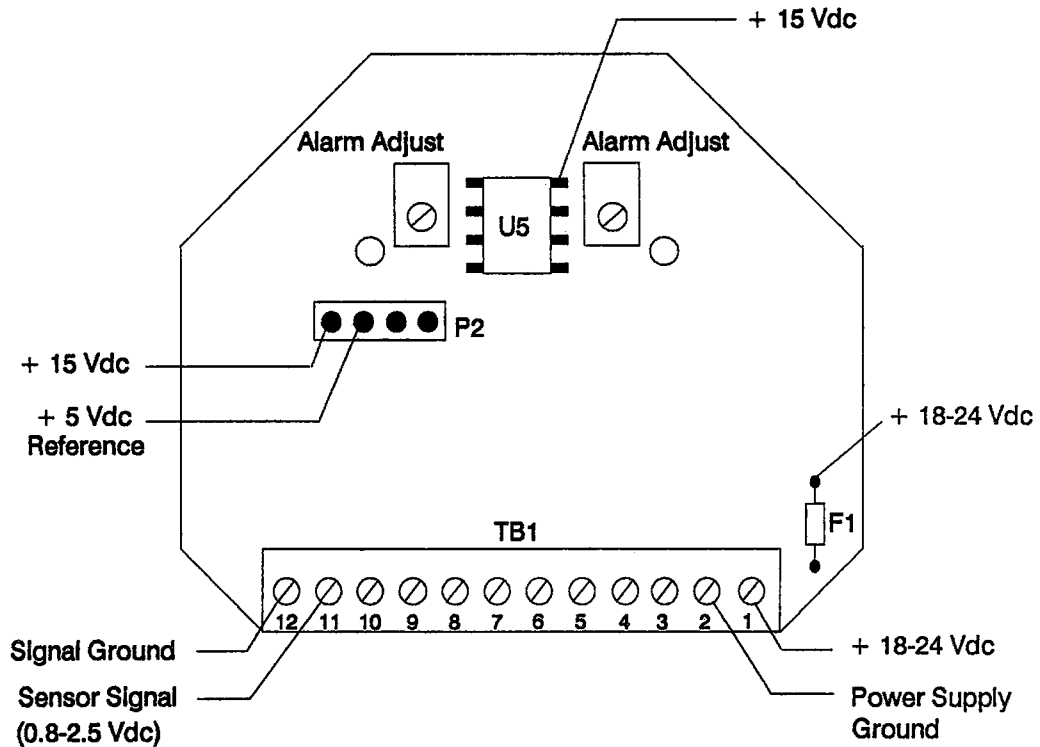 + 15 Vdc
Alarm Adjust
Alarm Adjust
U5
P2
+ 15 Vdc
+ 5 Vdc
Reference
+ 18-24 Vdc
F1
TB1
12 11 10 9 8 7 6 5 4 3 2 1
Signal Ground
+ 18-24 Vdc
Sensor Signal
(0.8-2.5 Vdc)
Power Supply
Ground